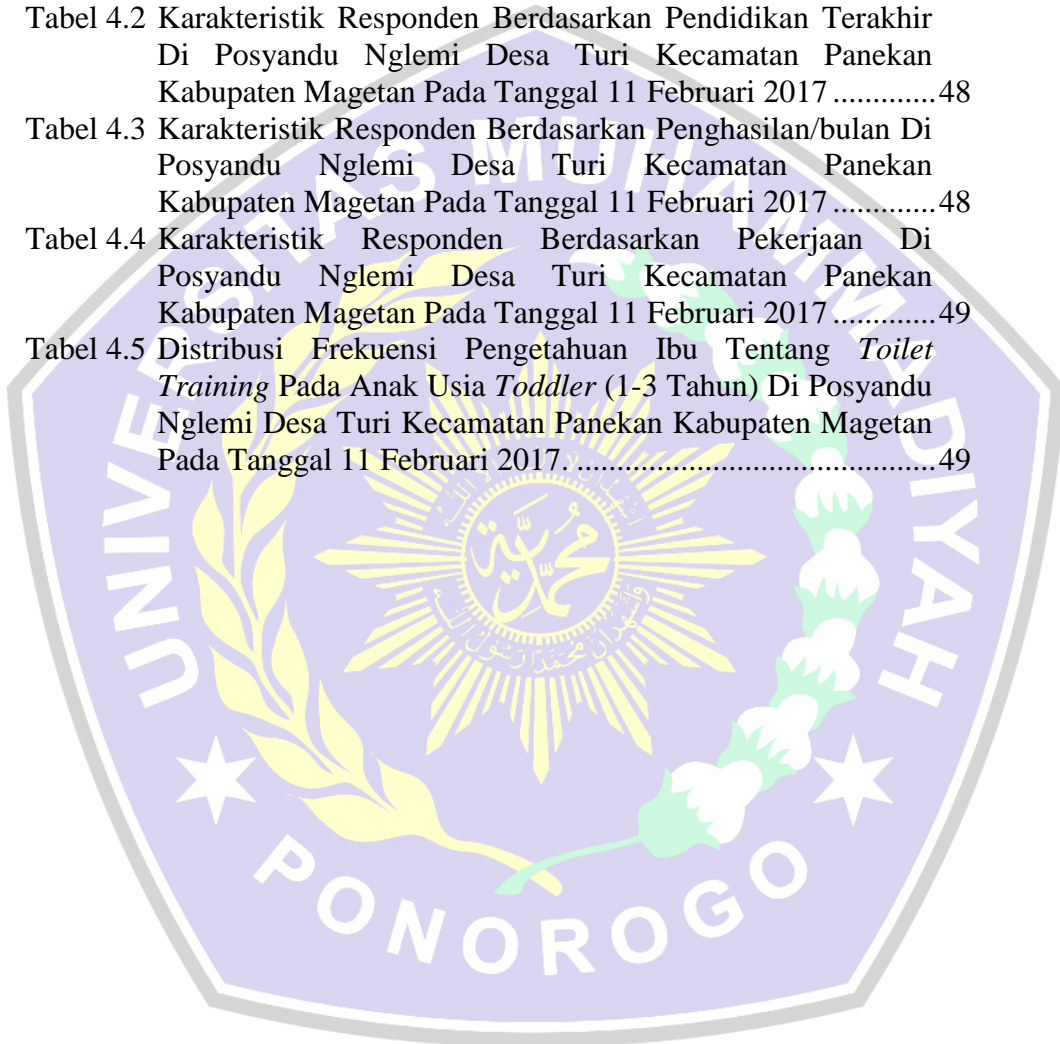 Tabel 4.2 Karakteristik Responden Berdasarkan Pendidikan Terakhir
Di Posyandu Nglemi Desa Turi Kecamatan Panekan
Kabupaten Magetan Pada Tanggal 11 Februari 2017 .............48
Tabel 4.3 Karakteristik Responden Berdasarkan Penghasilan/bulan Di
Posyandu Nglemi Desa Turi Kecamatan Panekan
Kabupaten Magetan Pada Tanggal 11 Februari 2017 .............48
Tabel 4.4 Karakteristik Responden Berdasarkan Pekerjaan Di
Posyandu Nglemi Desa Turi Kecamatan Panekan
Kabupaten Magetan Pada Tanggal 11 Februari 2017 .............49
Tabel 4.5 Distribusi Frekuensi Pengetahuan Ibu Tentang Toilet
Training Pada Anak Usia Toddler (1-3 Tahun) Di Posyandu
Nglemi Desa Turi Kecamatan Panekan Kabupaten Magetan
Pada Tanggal 11 Februari 2017. .............................................49
UNIVERSITAS MUHAMMADIYAH
محمدية
PONOROGO